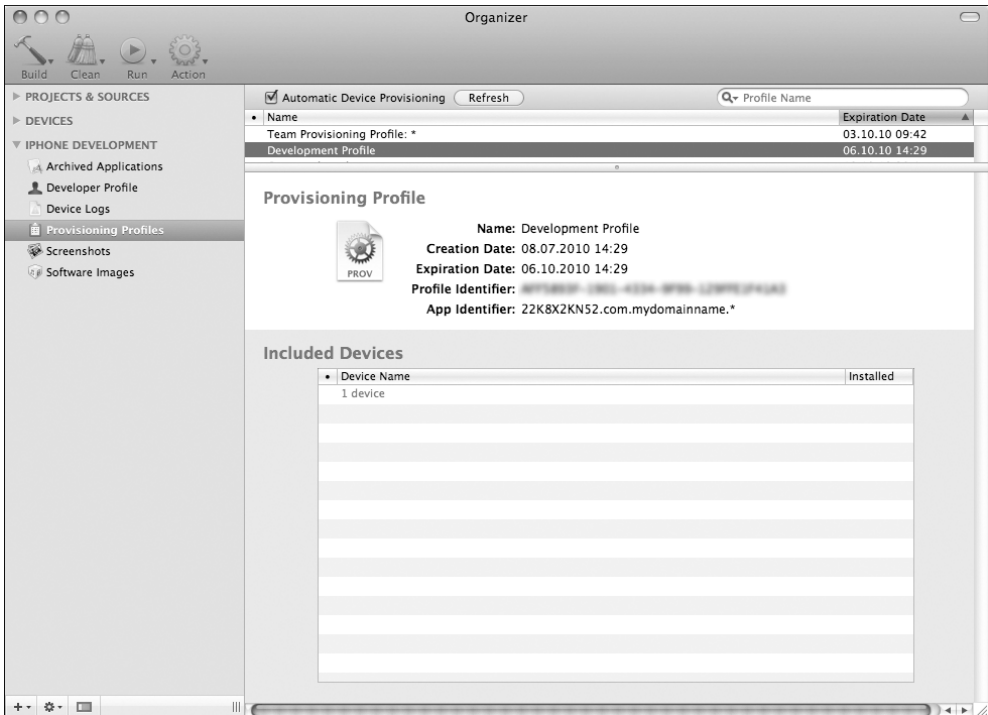 Organizer
Build Clean Run Action
PROJECTS & SOURCES
DEVICES
IPHONE DEVELOPMENT
Archived Applications
Developer Profile
Device Logs
Provisioning Profiles
Screenshots
Software Images
Automatic Device Provisioning Refresh Profile Name
• Name Expiration Date
Team Provisioning Profile: * 03.10.10 09:42
Development Profile 06.10.10 14:29
Provisioning Profile
PROV
Name: Development Profile
Creation Date: 08.07.2010 14:29
Expiration Date: 06.10.2010 14:29
Profile Identifier:
App Identifier: 22K8X2KN52.com.mydomainname.*
Included Devices
• Device Name Installed
1 device